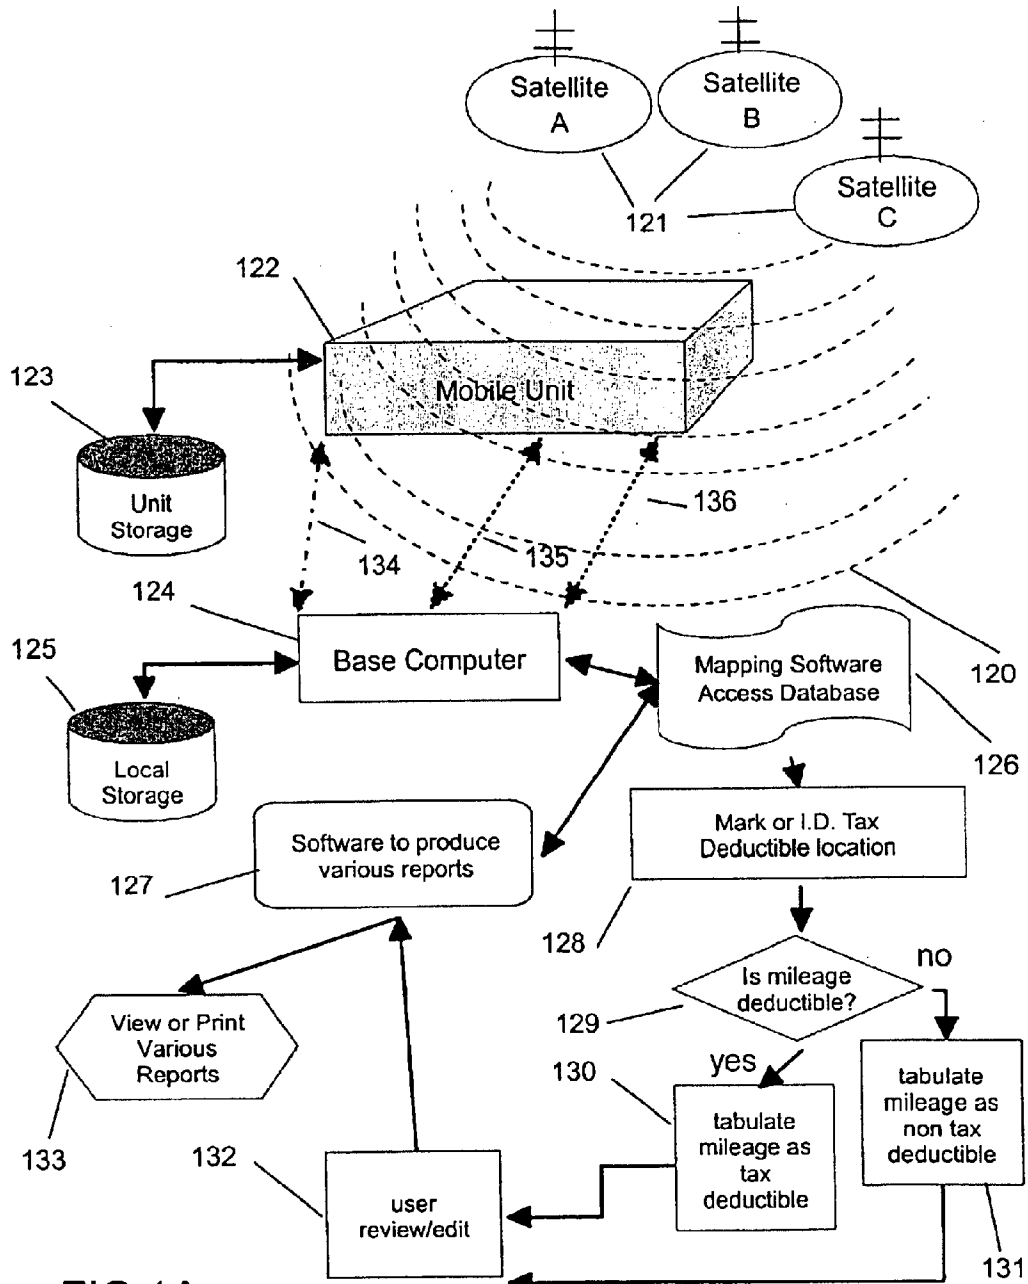 Satellite
A
Satellite
B
Satellite
C
121
122
Mobile Unit
123
Unit
Storage
134
135
136
124
Base Computer
125
Local
Storage
Mapping Software
Access Database
120
126
Software to produce
various reports
127
Mark or I.D. Tax
Deductible location
128
Is mileage
deductible?
129
no
yes
130
View or Print
Various
Reports
133
132
user
review/edit
tabulate
mileage as
tax
deductible
tabulate
mileage as
non tax
deductible
131